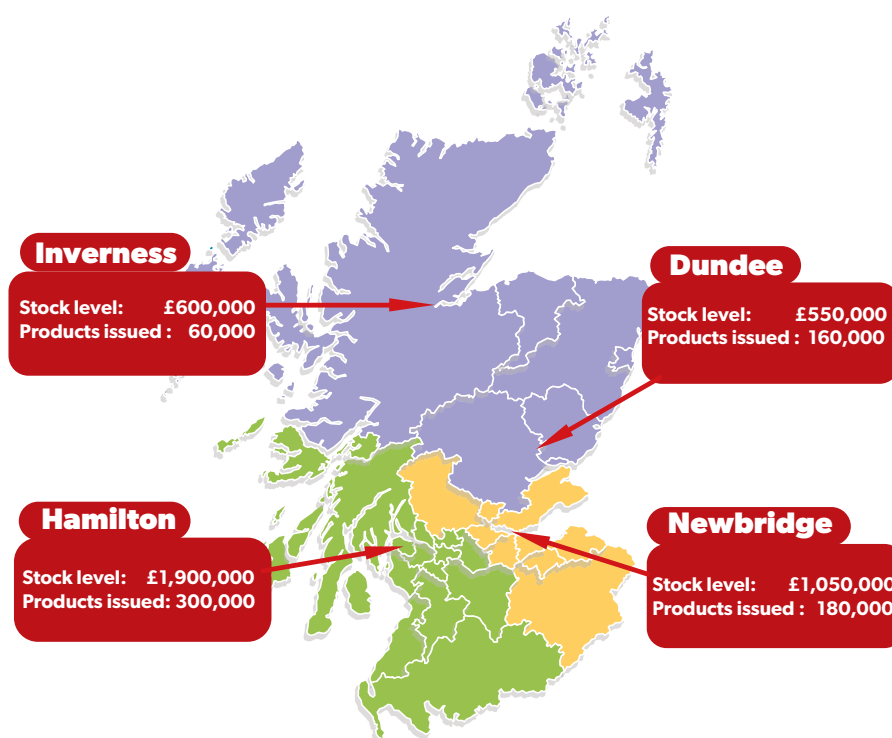 Inverness
Stock level: £600,000
Products issued : 60,000
Dundee
Stock level: £550,000
Products issued : 160,000
Hamilton
Stock level: £1,900,000
Products issued: 300,000
Newbridge
Stock level: £1,050,000
Products issued : 180,000